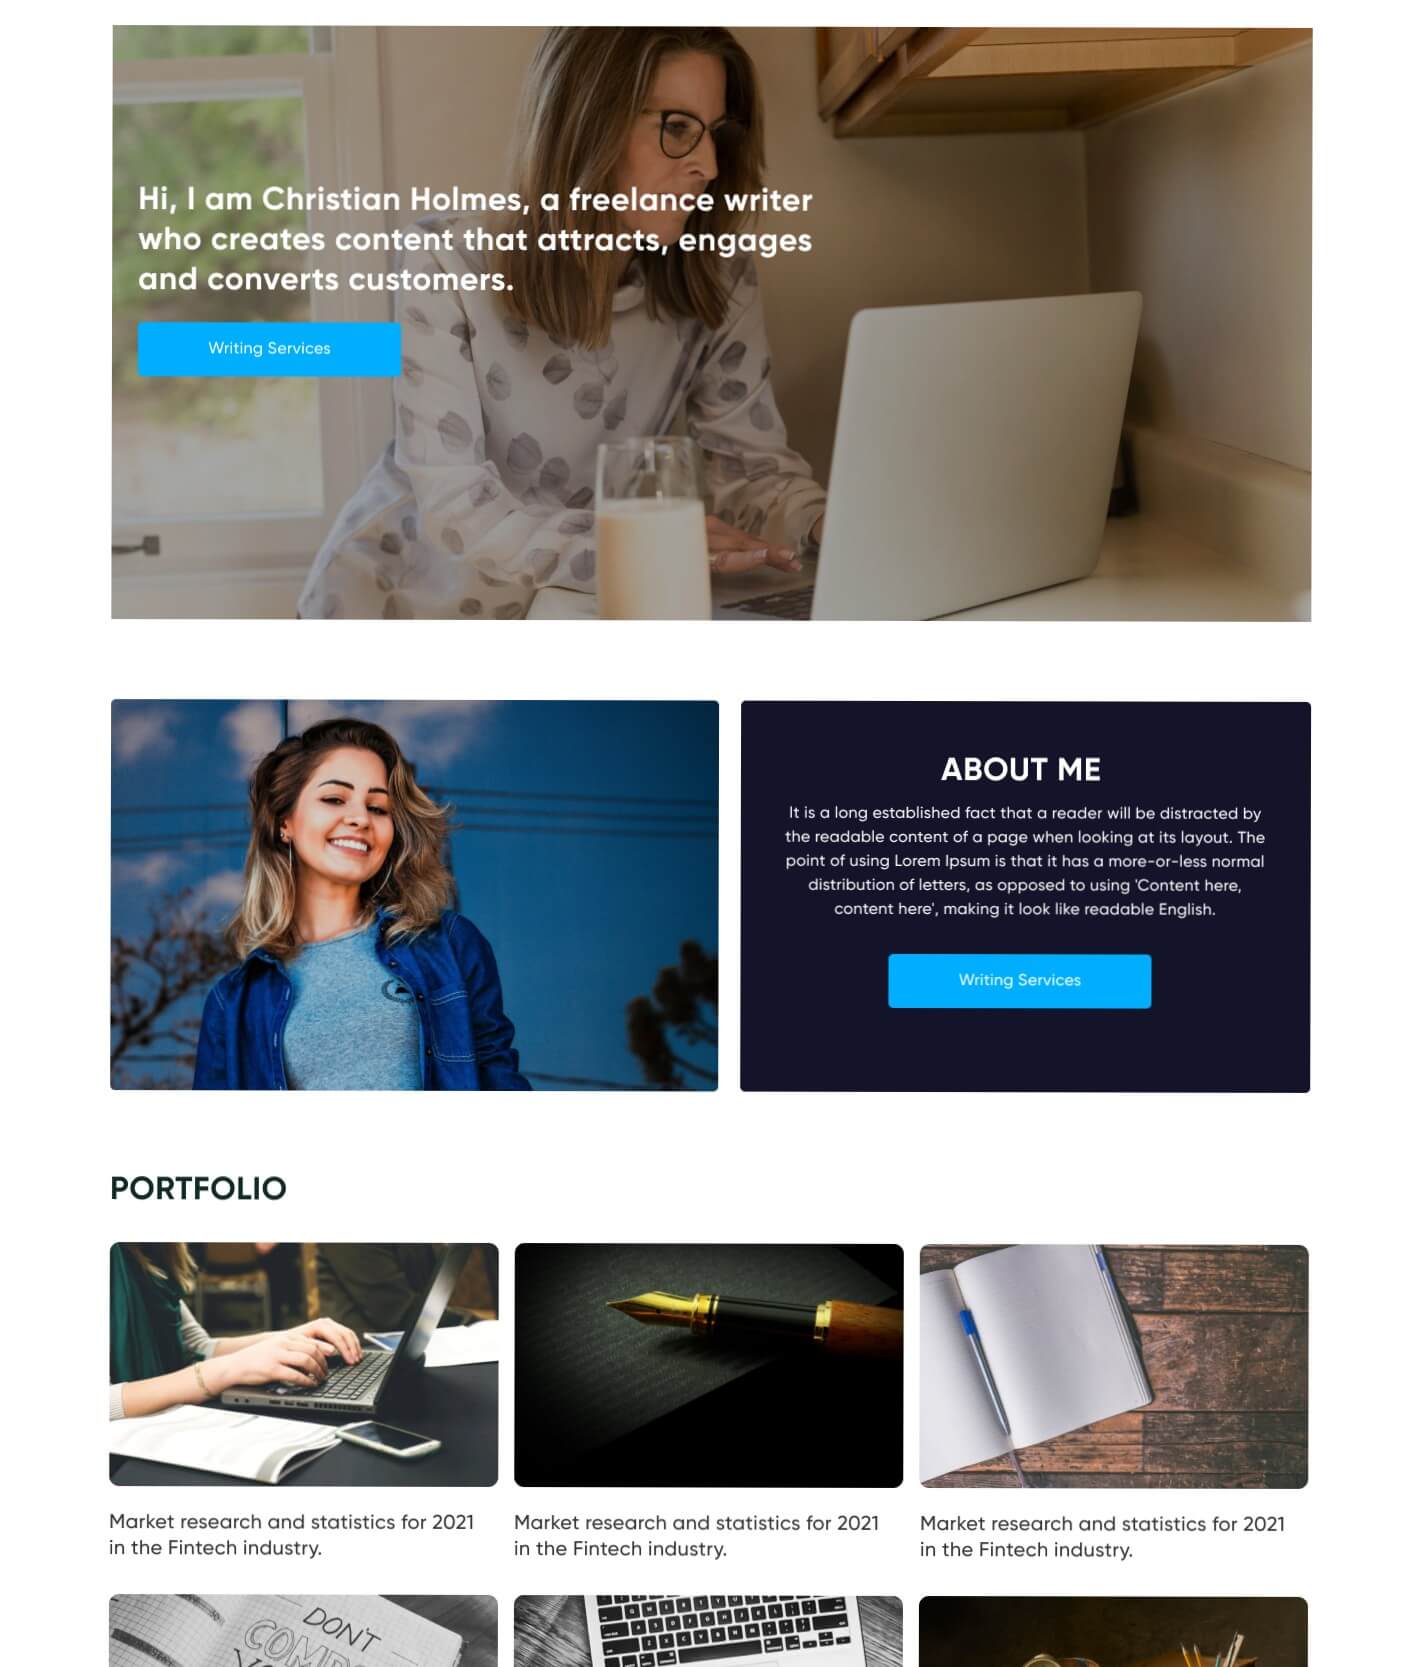 Hi, I am Christian Holmes, a freelance writer
who creates content that attracts, engages
and converts customers.
Writing Services
ABOUT ME
It is a long established fact that a reader will be distracted by
the readable content of a page when looking at its layout. The
point of using Lorem Ipsum is that it has a more-or-less normal
distribution of letters, as opposed to using 'Content here,
content here', making it look like readable English.
Writing Services
PORTFOLIO
Market research and statistics for 2021
in the Fintech industry.
Market research and statistics for 2021
in the Fintech industry.
Market research and statistics for 2021
in the Fintech industry.
DON'T